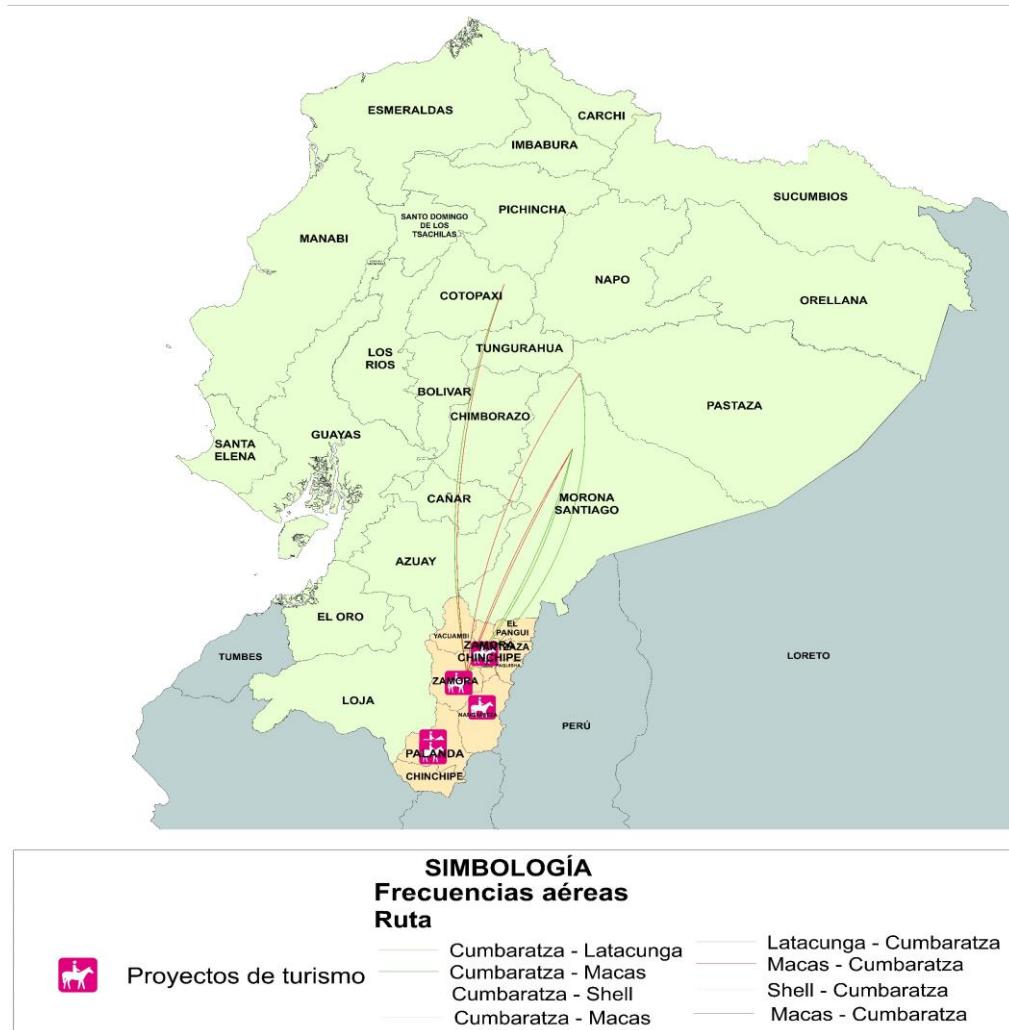 ESMERALDAS
CARCHI
IMBABURA
SUCUMBIOS
PICHINCHA
SANTO DOMINGO
DE LOS
TSACHILAS
MANABI
NAPO
COTOPAXI
ORELLANA
TUNGURAHUA
LOS
RIOS
BOLIVAR
PASTAZA
CHIMBORAZO
GUAYAS
SANTA
ELENA
CAÑAR
MORONA
SANTIAGO
AZUAY
EL ORO
EL
PANGUI
YACUAMBI
ZAMORA
CHINCHIPE
TUMBES
LORETO
ZAMORA
LOJA
PERÚ
PALANDA
CHINCHIPE
SIMBOLOGÍA
Frecuencias aéreas
Ruta
Proyectos de turismo
Cumbaratza - Latacunga
Cumbaratza - Macas
Cumbaratza - Shell
Cumbaratza - Macas
Latacunga - Cumbaratza
Macas - Cumbaratza
Shell - Cumbaratza
Macas - Cumbaratza